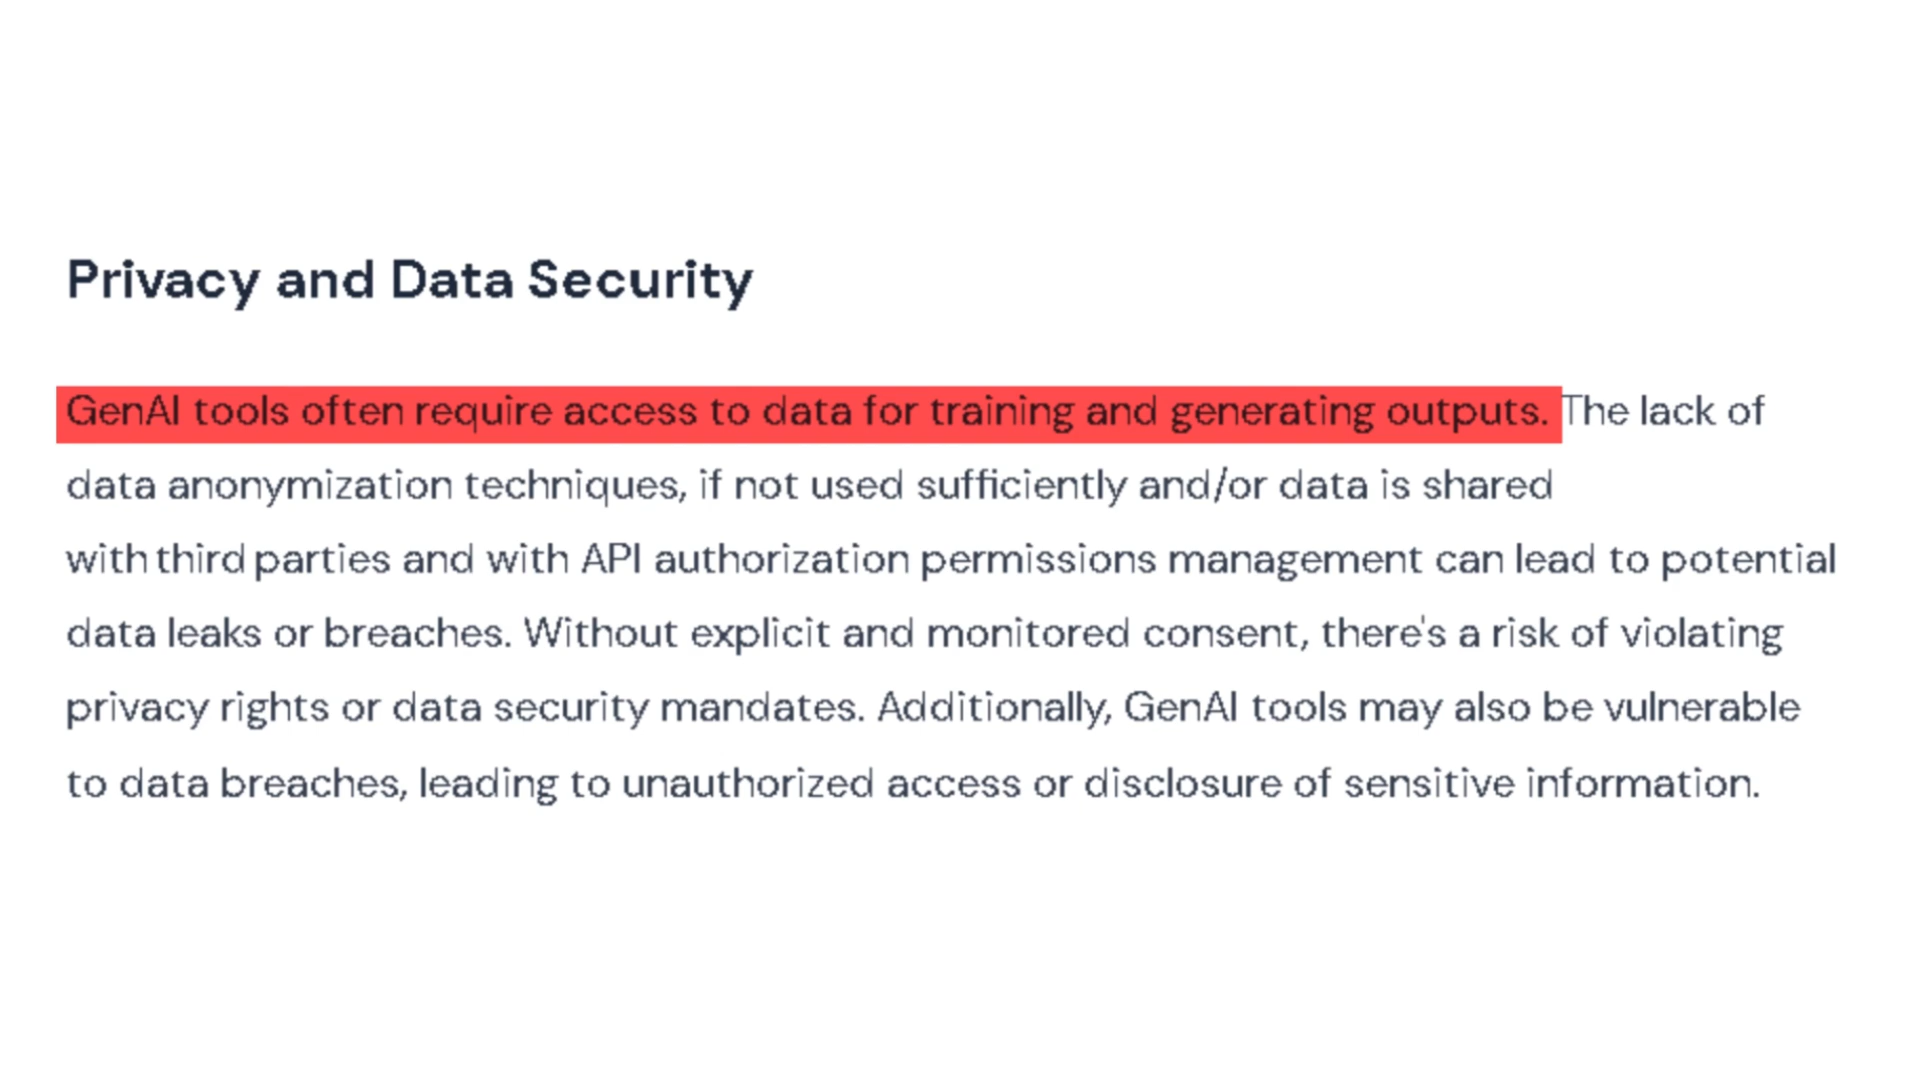 Privacy and Data Security
GenAI tools often require access to data for training and generating outputs. The lack of
data anonymization techniques, if not used sufficiently and/or data is shared
with third parties and with API authorization permissions management can lead to potential
data leaks or breaches. Without explicit and monitored consent, there's a risk of violating
privacy rights or data security mandates. Additionally, GenAI tools may also be vulnerable
to data breaches, leading to unauthorized access or disclosure of sensitive information.